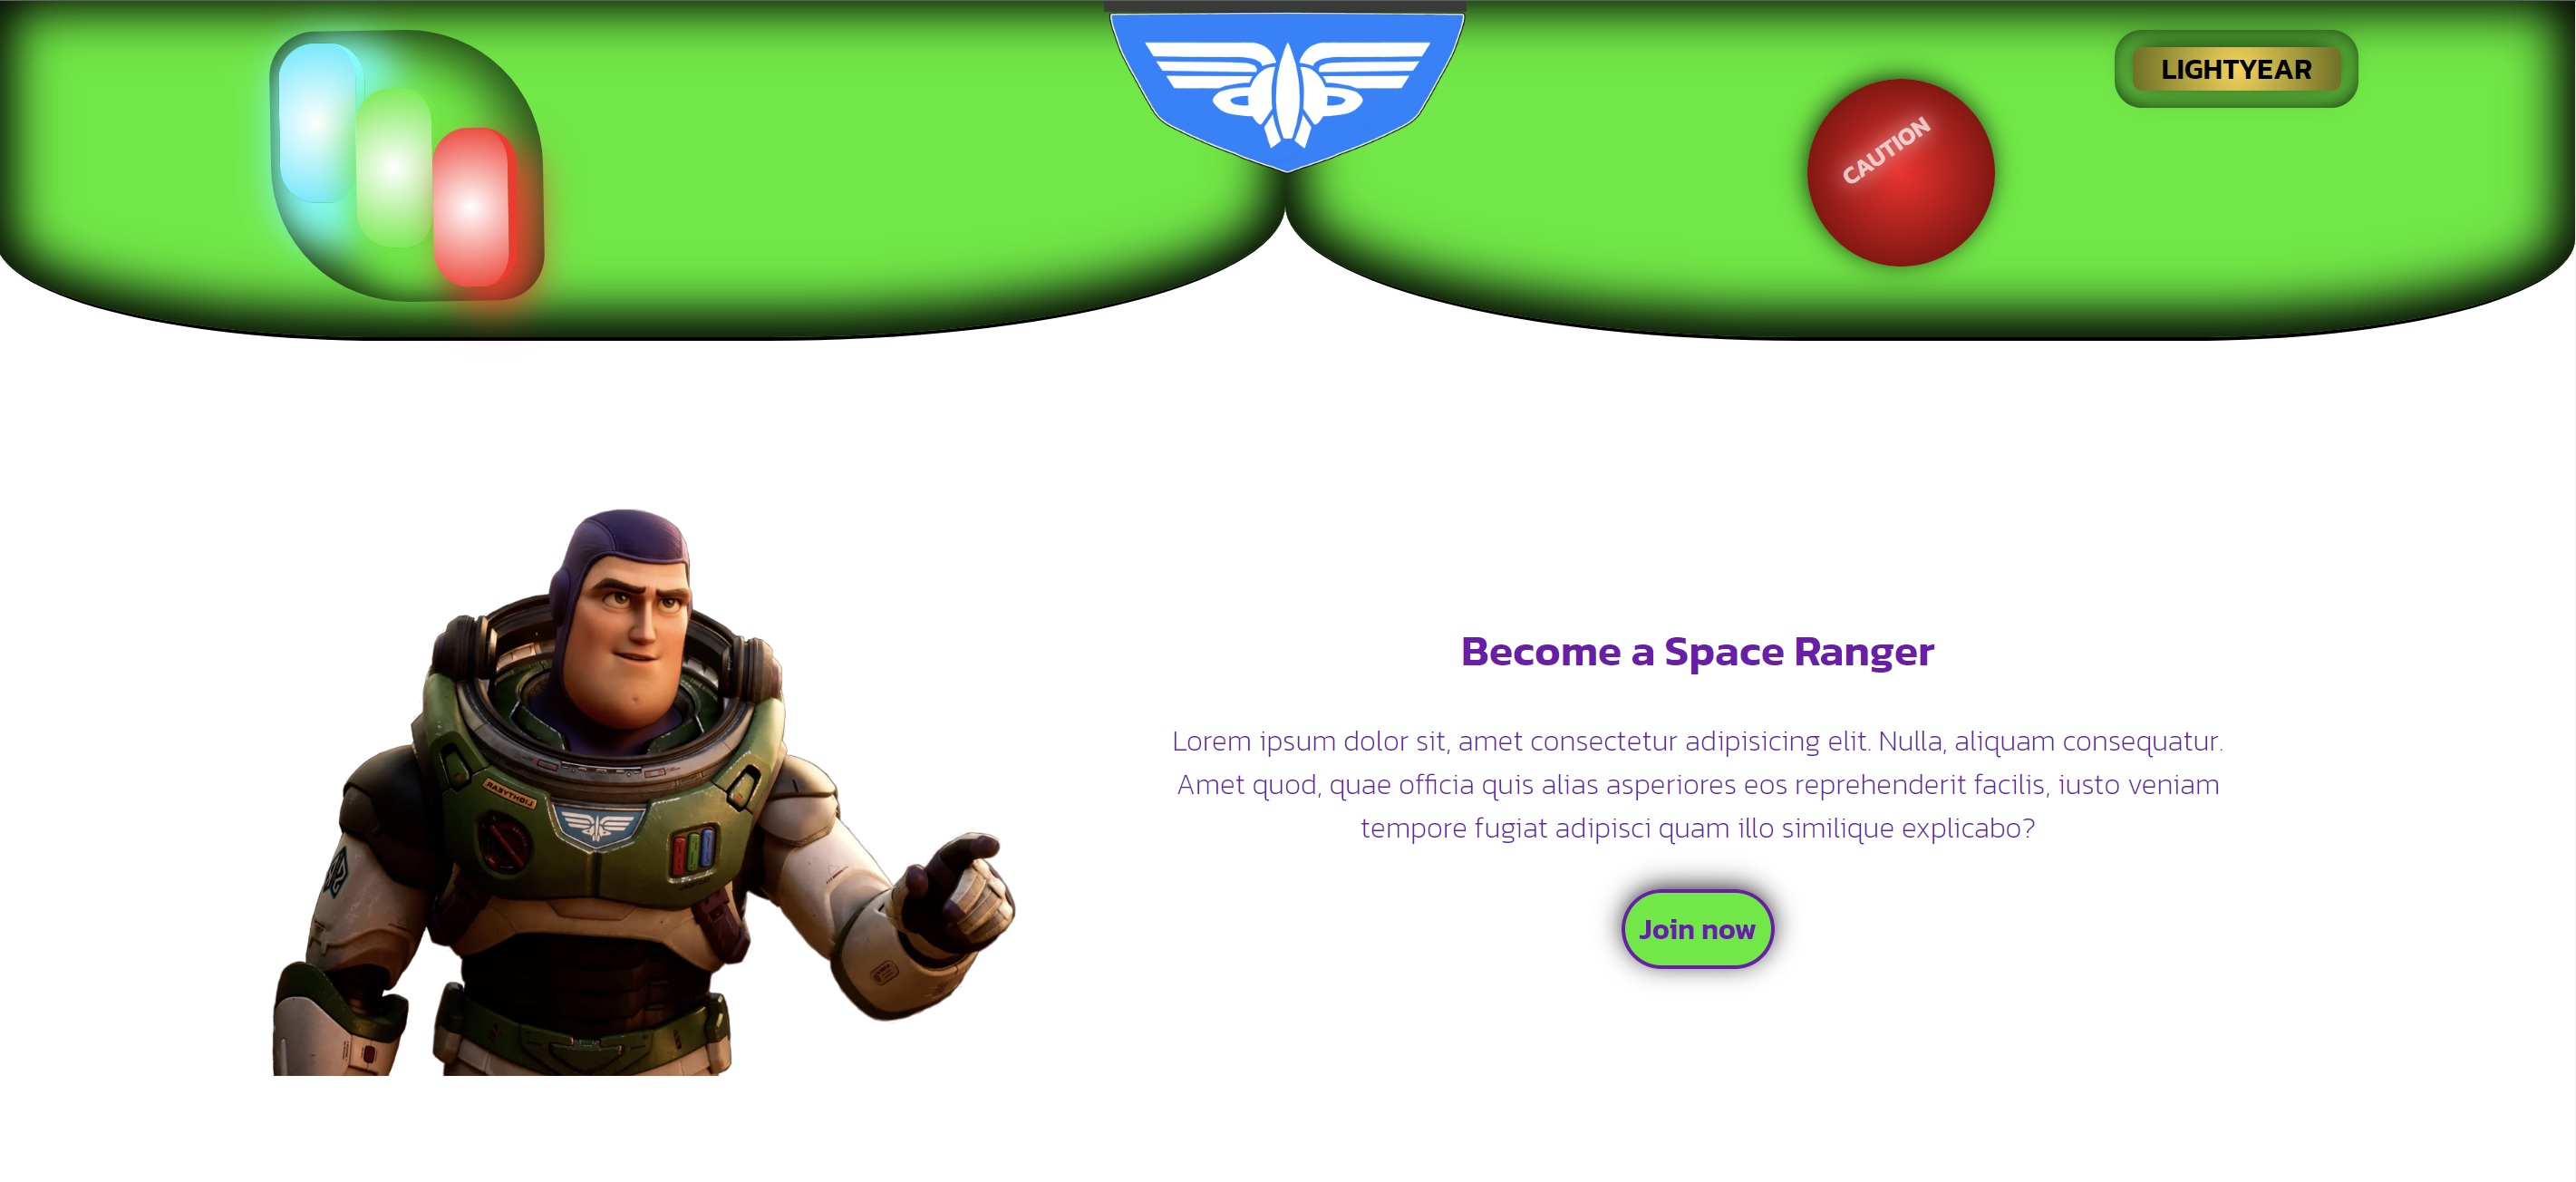 LIGHTYEAR
CAUTION
Become a Space Ranger
Lorem ipsum dolor sit, amet consectetur adipisicing elit. Nulla, aliquam consequatur.
Amet quod, quae officia quis alias asperiores eos reprehenderit facilis, iusto veniam
tempore fugiat adipisci quam illo similique explicabo?
LIGHTYEAR
Join now